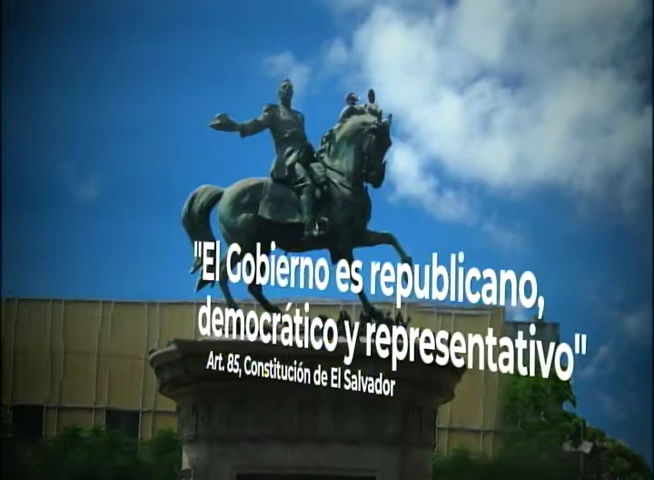 "El Gobierno es republicano,
democrático y representativo"
Art. 85, Constitución de El Salvador